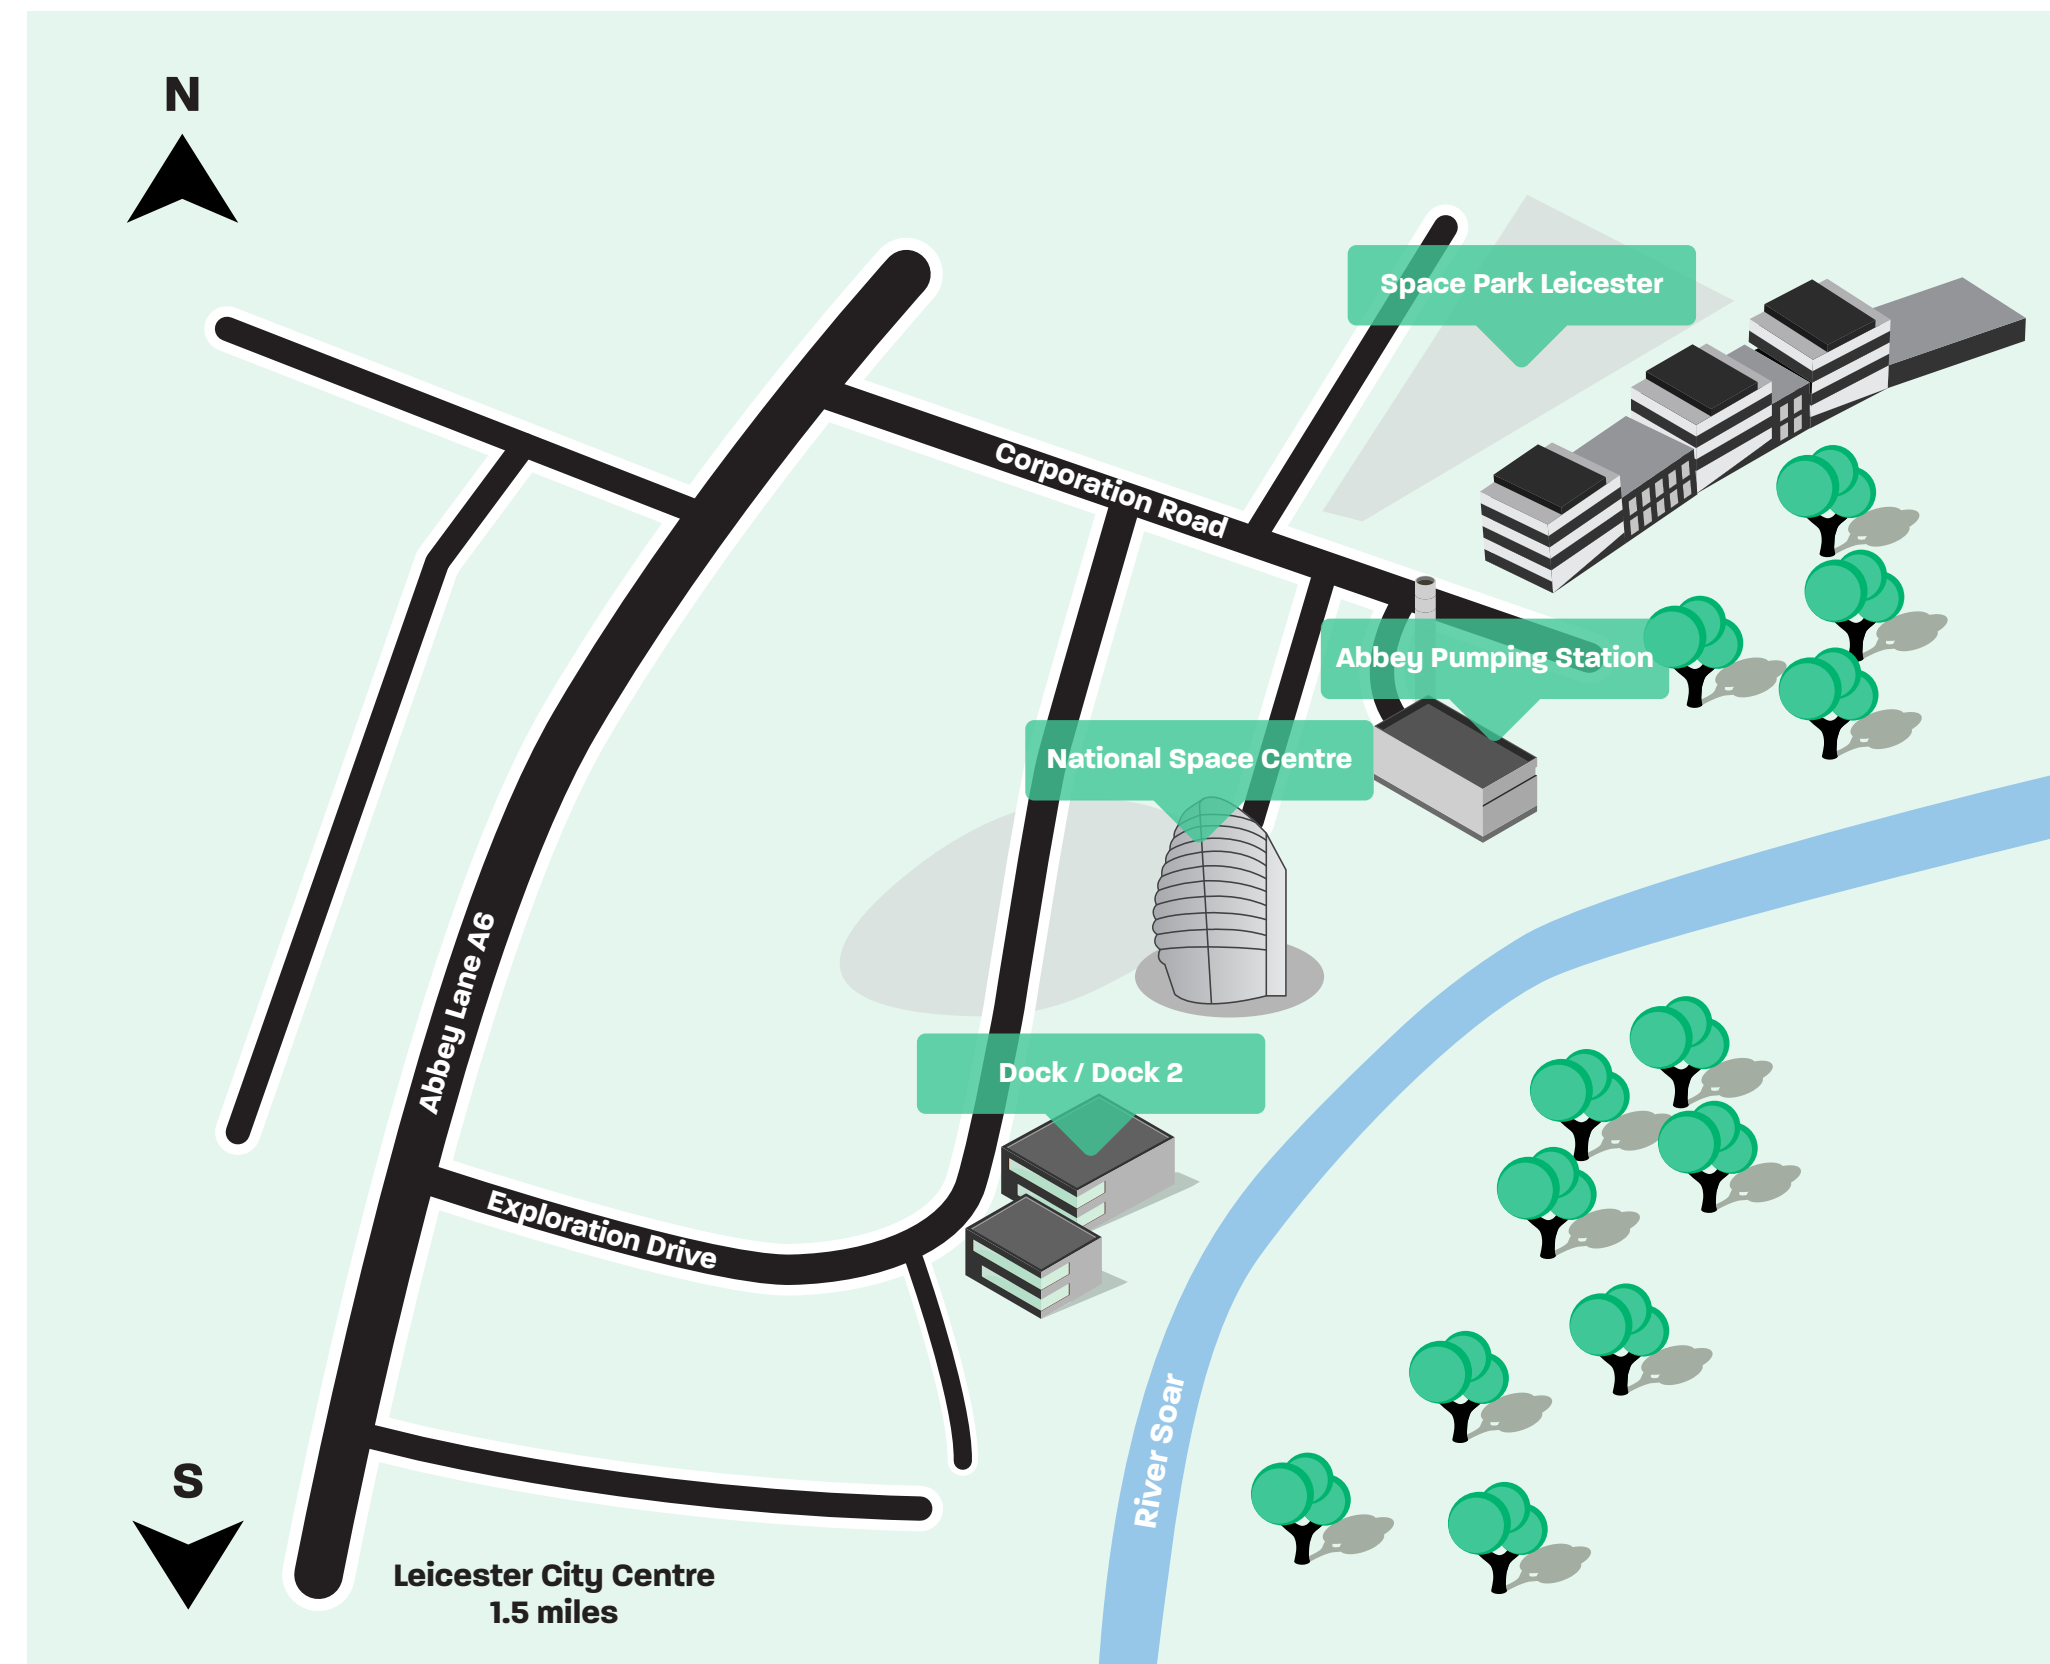 N
Space Park Leicester
Corporation Road
Abbey Pumping Station
National Space Centre
Abbey Lane A6
Dock / Dock 2
Exploration Drive
River Soar
S
Leicester City Centre
1.5 miles